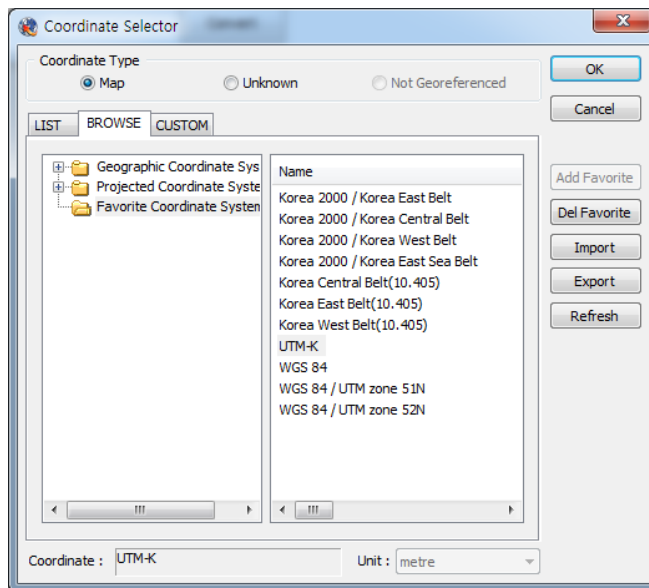 Coordinate Selector
Coordinate Type
Map Unknown Not Georeferenced
OK
Cancel
LIST BROWSE CUSTOM
Geographic Coordinate Sys
Projected Coordinate Syste
Favorite Coordinate System
Name
Korea 2000 / Korea East Belt
Korea 2000 / Korea Central Belt
Korea 2000 / Korea West Belt
Korea 2000 / Korea East Sea Belt
Korea Central Belt(10.405)
Korea East Belt(10.405)
Korea West Belt(10.405)
UTM-K
WGS 84
WGS 84 / UTM zone 51N
WGS 84 / UTM zone 52N
Add Favorite
Del Favorite
Import
Export
Refresh
Coordinate : UTM-K Unit : metre